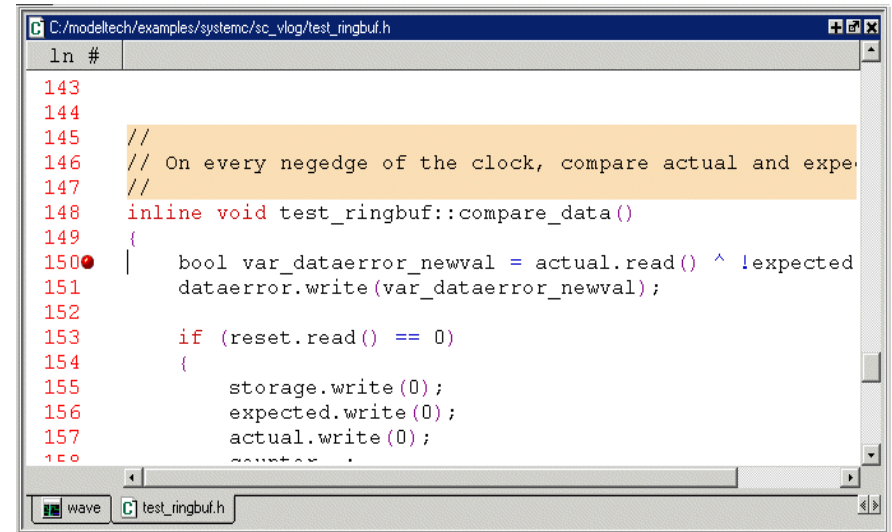 C:/modeltech/examples/systemc/sc_vlog/test_ringbuf.h
ln #
143
144
145 //
146 // On every negedge of the clock, compare actual and expe
147 //
148 inline void test_ringbuf::compare_data()
149 {
150 bool var_dataerror_newval = actual.read() ^ !expected
151 dataerror.write(var_dataerror_newval);
152
153 if (reset.read() == 0)
154 {
155 storage.write(0);
156 expected.write(0);
157 actual.write(0);
wave test_ringbuf.h